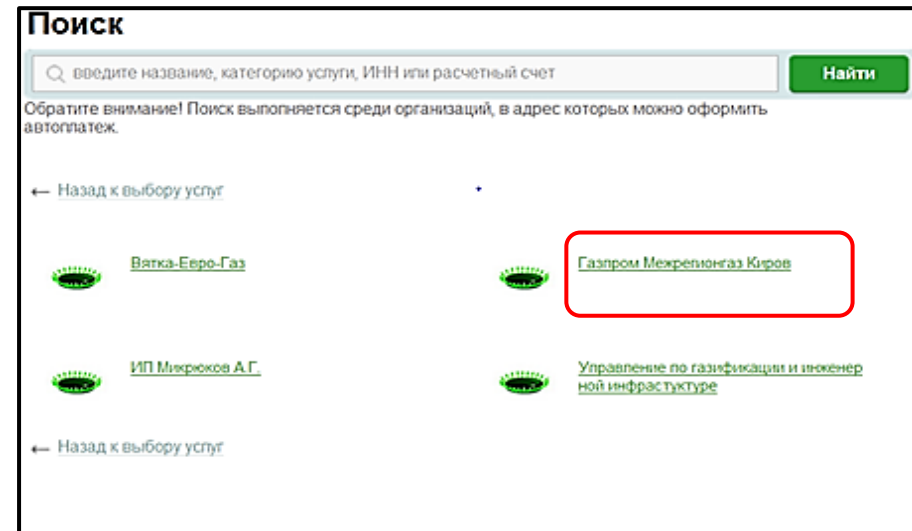 Поиск
введите название, категорию услуги, ИНН или расчетный счет
Найти
Обратите внимание! Поиск выполняется среди организаций, в адрес которых можно оформить
автоплатеж.
← Назад к выбору услуг
Вятка-Евро-Газ
Газпром Межрегионгаз Киров
ИП Микрюков А.Г.
Управление по газификации и инженер
ной инфрастуктуре
← Назад к выбору услуг